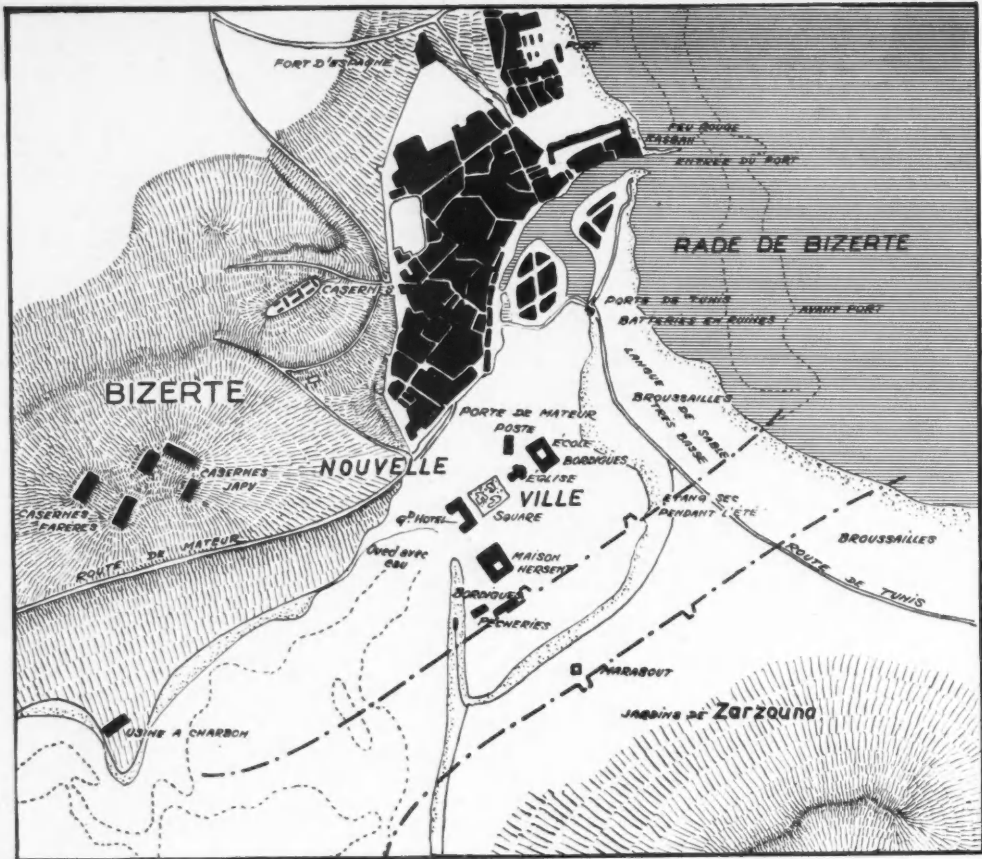 FORT
FORT D'ESPAGNE
FEU ROUGE
KASBAH
ENTRÉE DU PORT
RADE DE BIZERTE
CASERNES
PORTE DE TUNIS
BATTERIES EN RUINES
AVANT PORT
BIZERTE
LANGUE DE SABLE
TRES BASSE
BROUSSAILLES
PORTE DE MATEUR
POSTE
ÉCOLE
BORDIGUES
NOUVELLE
ÉGLISE
VILLE
CASERNES
JAPY
CASERNES
FARÈRES
GD HOTEL
SQUARE
ETANG SEC
PENDANT L'ÉTÉ
ROUTE DE MATEUR
Oued avec
eau
MAISON
HERSENT
BROUSSAILLES
ROUTE DE TUNIS
BORDIGUES
PÊCHERIES
MARABOUT
JARDINS DE Zarzouna
USINE A CHARBON